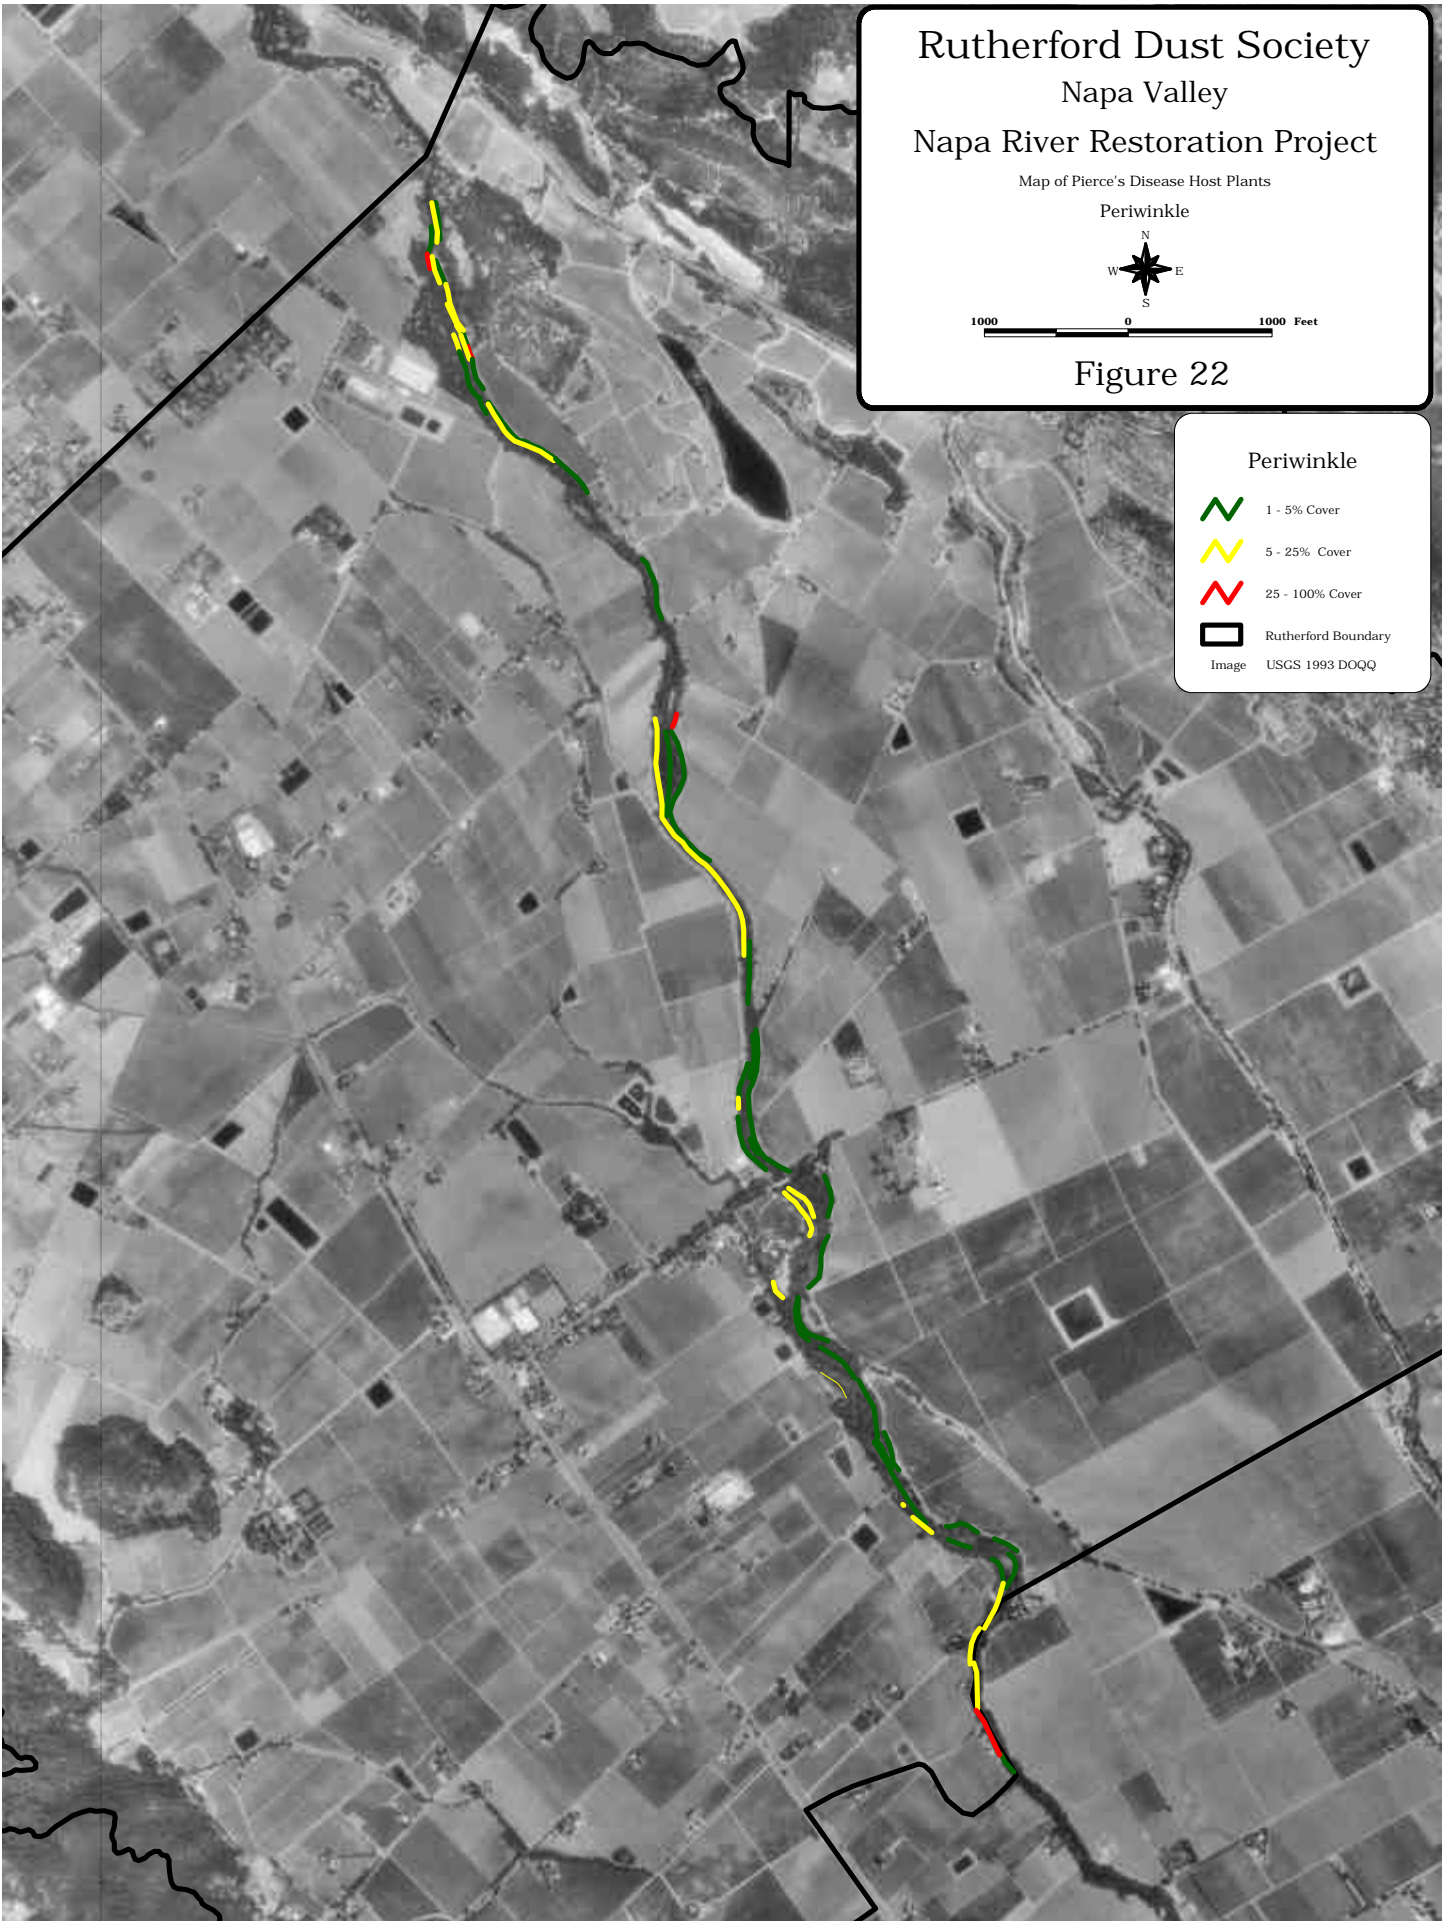 Rutherford Dust Society
Napa Valley
Napa River Restoration Project
Map of Pierce's Disease Host Plants
Periwinkle
N
W E
S
1000 0 1000 Feet
Figure 22
Periwinkle
1 - 5% Cover
5 - 25% Cover
25 - 100% Cover
Rutherford Boundary
Image USGS 1993 DOQQ